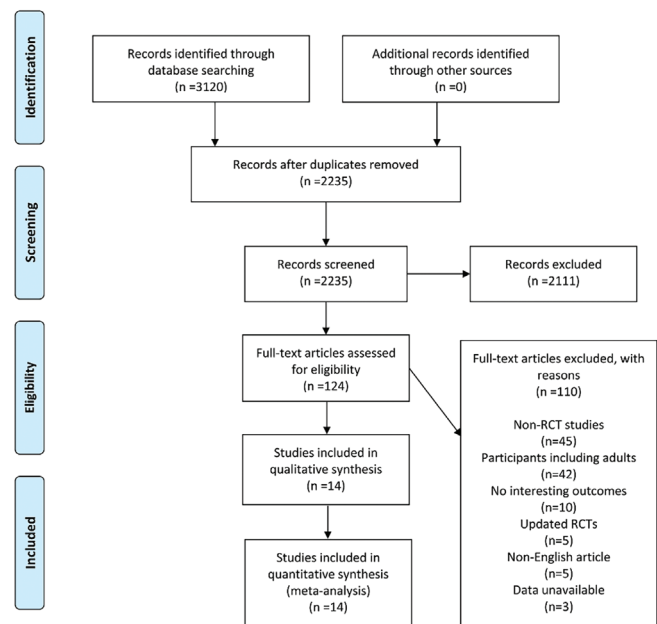 Identification
Records identified through
database searching
(n =3120)
Additional records identified
through other sources
(n =0)
Records after duplicates removed
(n =2235)
Screening
Records screened
(n =2235)
Records excluded
(n =2111)
Eligibility
Full-text articles assessed
for eligibility
(n =124)
Full-text articles excluded, with
reasons
(n =110)
Non-RCT studies
(n=45)
Participants including adults
(n=42)
No interesting outcomes
(n=10)
Updated RCTs
(n=5)
Non-English article
(n=5)
Data unavailable
(n=3)
Studies included in
qualitative synthesis
(n =14)
Included
Studies included in
quantitative synthesis
(meta-analysis)
(n =14)